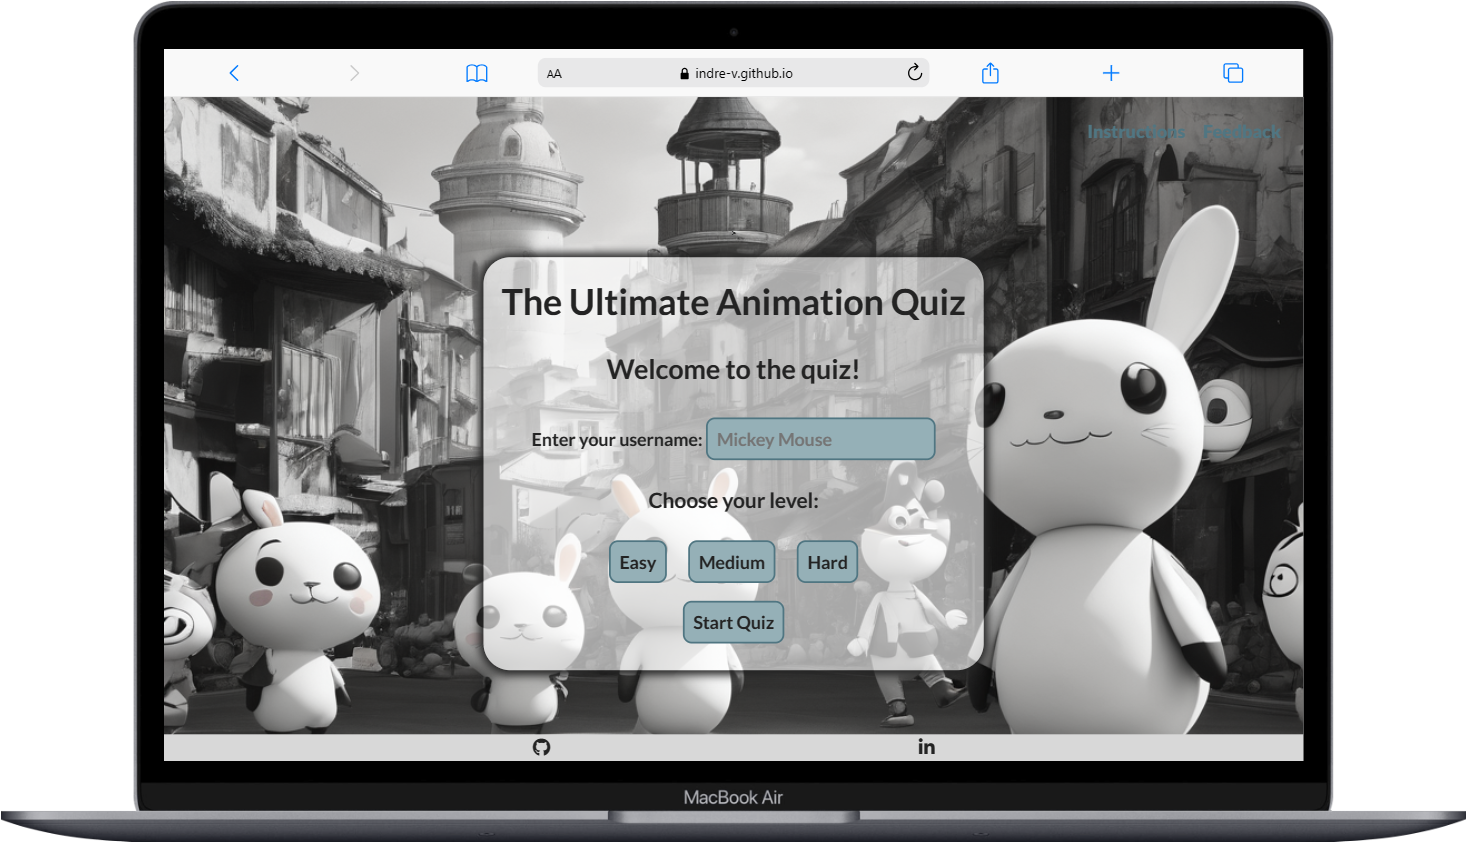 AA indre-v.github.io
Instructions Feedback
The Ultimate Animation Quiz
Welcome to the quiz!
Enter your username: Mickey Mouse
Choose your level:
Easy Medium Hard
Start Quiz
in
MacBook Air